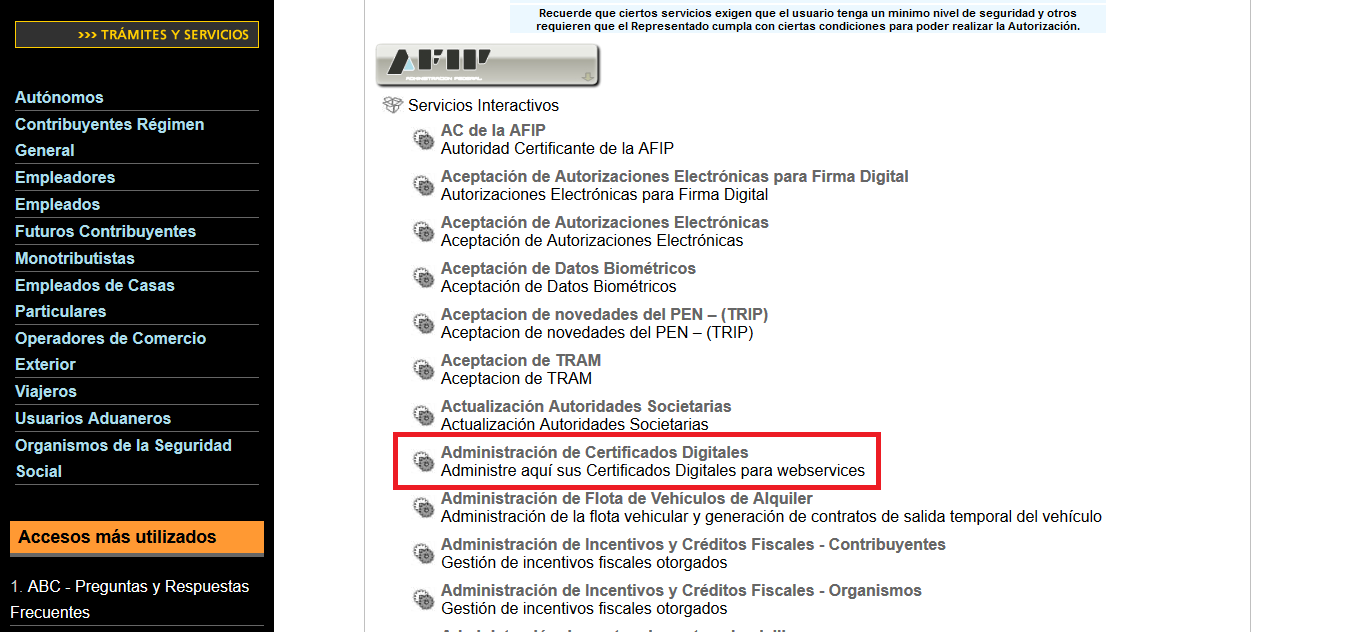 >>> TRÁMITES Y SERVICIOS
Autónomos
Contribuyentes Régimen
General
Empleadores
Empleados
Futuros Contribuyentes
Monotributistas
Empleados de Casas
Particulares
Operadores de Comercio
Exterior
Viajeros
Usuarios Aduaneros
Organismos de la Seguridad
Social
Accesos más utilizados
1. ABC - Preguntas y Respuestas
Frecuentes
Recuerde que ciertos servicios exigen que el usuario tenga un minimo nivel de seguridad y otros
requieren que el Representado cumpla con ciertas condiciones para poder realizar la Autorización.
AFIP
ADMINISTRACION FEDERAL
Servicios Interactivos
AC de la AFIP
Autoridad Certificante de la AFIP
Aceptación de Autorizaciones Electrónicas para Firma Digital
Autorizaciones Electrónicas para Firma Digital
Aceptación de Autorizaciones Electrónicas
Aceptación de Autorizaciones Electrónicas
Aceptación de Datos Biométricos
Aceptación de Datos Biométricos
Aceptación de novedades del PEN – (TRIP)
Aceptacion de novedades del PEN – (TRIP)
Aceptacion de TRAM
Aceptacion de TRAM
Actualización Autoridades Societarias
Actualización Autoridades Societarias
Administración de Certificados Digitales
Administre aquí sus Certificados Digitales para webservices
Administración de Flota de Vehículos de Alquiler
Administración de la flota vehicular y generación de contratos de salida temporal del vehículo
Administración de Incentivos y Créditos Fiscales - Contribuyentes
Gestión de incentivos fiscales otorgados
Administración de Incentivos y Créditos Fiscales - Organismos
Gestión de incentivos fiscales otorgados